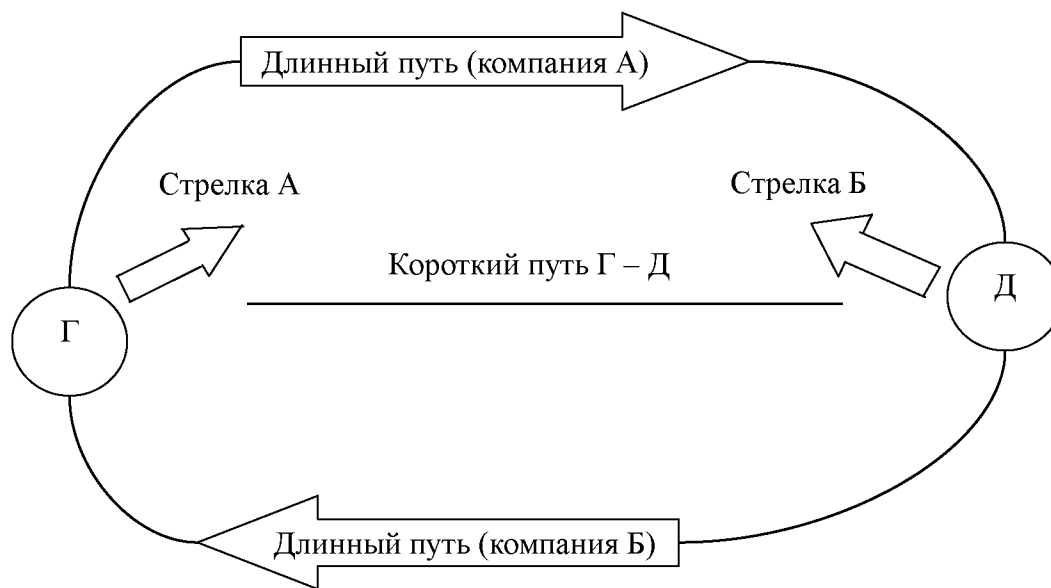 Длинный путь (компания А)
Стрелка А
Стрелка Б
Короткий путь Г – Д
Г
Д
Длинный путь (компания Б)